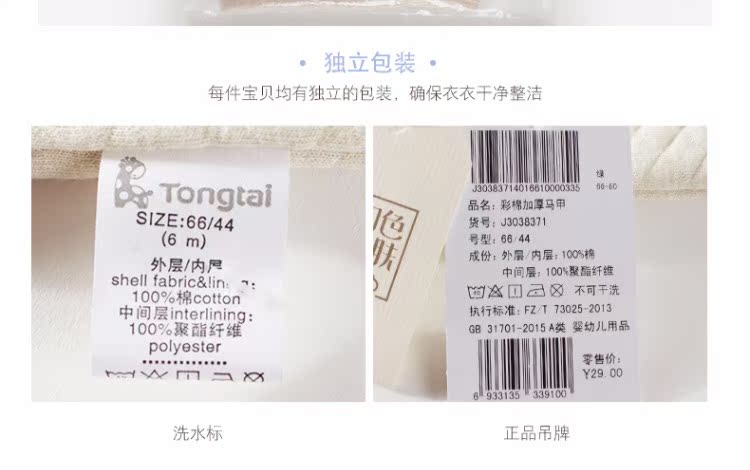 • 独立包装 •
每件宝贝均有独立的包装，确保衣衣干净整洁
Tongtai
SIZE:66/44
(6 m)
外层/内层
shell fabric&lin
100%棉cotton
中间层interlining:
100%聚酯纤维
polyester
J3038371401661000335
绿
66-60
品名: 彩棉加厚马甲
货号: J3038371
号型: 66/44
成份: 外层/内层: 100%棉
中间层: 100%聚酯纤维
不可干洗
执行标准: FZ/T 73025-2013
GB 31701-2015 A类 婴幼儿用品
零售价:
¥29.00
6 933135 339100
色
肤
洗水标
正品吊牌